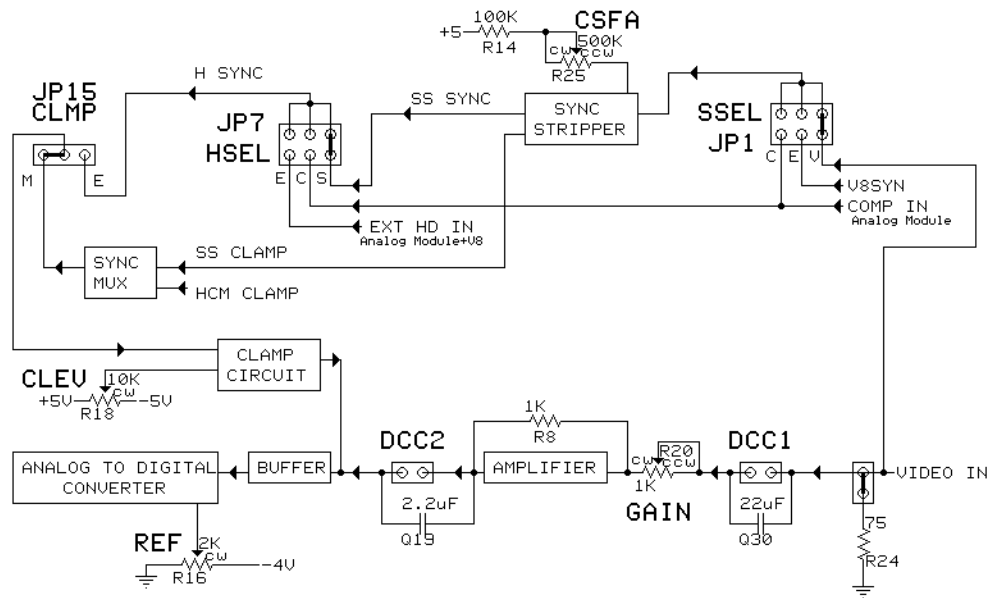 100K
CSFA
+5
R14
500K
CW CCW
R25
H SYNC
JP15
CLMP
SS SYNC
SYNC
STRIPPER
JP7
HSEL
SSEL
JP1
M
E
E C S
C E V
V8SYN
COMP IN
Analog Module
EXT HD IN
Analog Module+V8
SS CLAMP
SYNC
MUX
HCM CLAMP
CLAMP
CIRCUIT
CLEV
10K
CW
+5V
-5V
R18
1K
R8
DCC2
DCC1
R20
CW CCW
1K
GAIN
ANALOG TO DIGITAL
CONVERTER
BUFFER
AMPLIFIER
VIDEO IN
2.2uF
Q19
22uF
Q30
75
R24
REF
2K
CW
-4V
R16